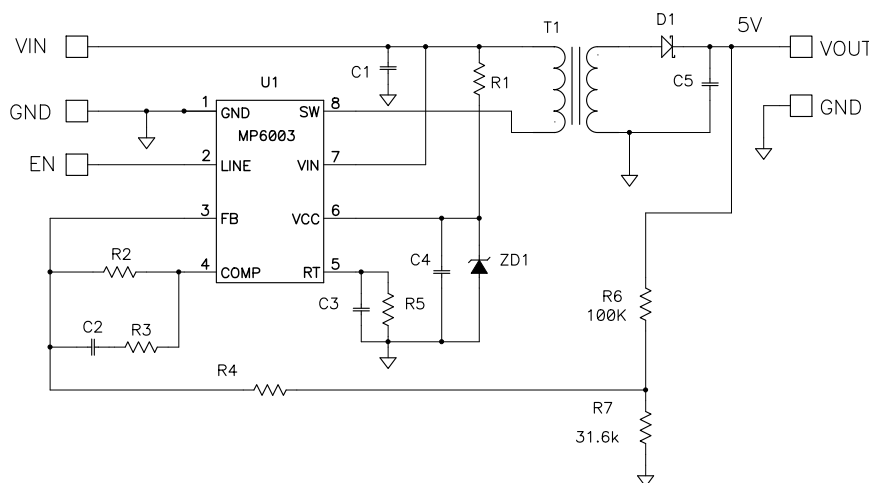 T1
D1
5V
VIN
VOUT
C1
R1
C5
U1
GND
1
GND
SW
8
GND
MP6003
EN
2
LINE
VIN
7
3
FB
VCC
6
R2
4
COMP
RT
5
C4
ZD1
C3
R5
R6
100K
C2
R3
R4
R7
31.6k